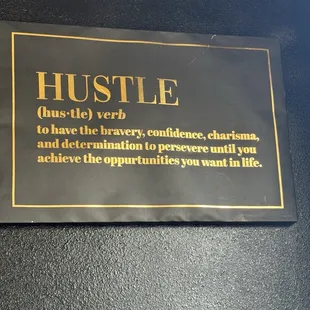 HUSTLE
(hus·tle) verb
to have the bravery, confidence, charisma,
and determination to persevere until you
achieve the oppurtunities you want in life.